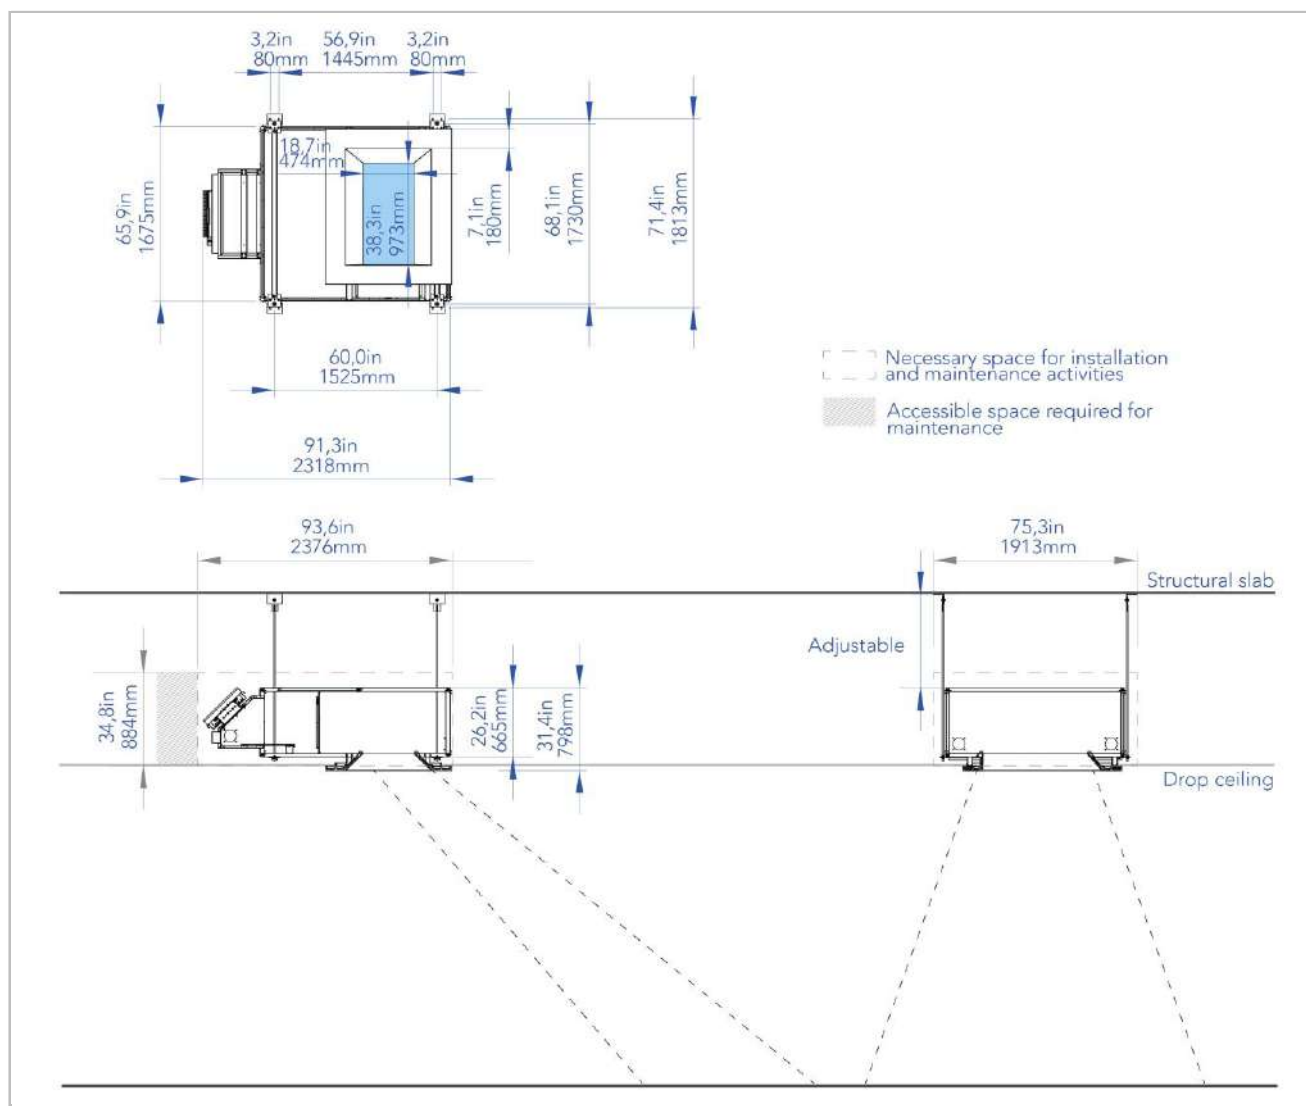 3,2in
80mm
56,9in
1445mm
3,2in
80mm
18,7in
474mm
38,3in
973mm
65,9in
1675mm
7,1in
180mm
68,1in
1730mm
71,4in
1813mm
60,0in
1525mm
91,3in
2318mm
Necessary space for installation
and maintenance activities
Accessible space required for
maintenance
93,6in
2376mm
75,3in
1913mm
Structural slab
Adjustable
34,8in
884mm
26,2in
665mm
31,4in
798mm
Drop ceiling